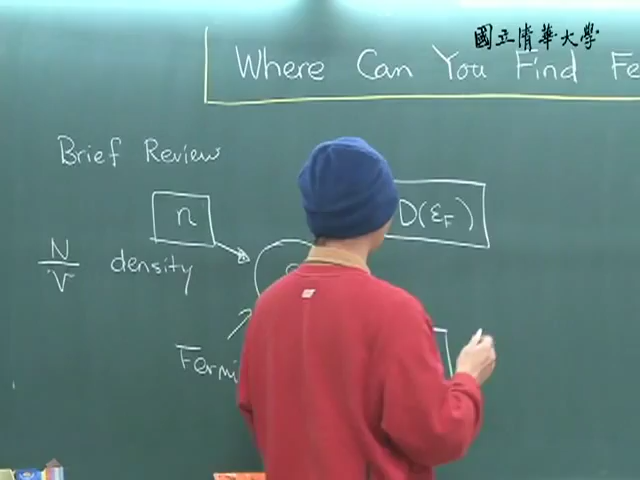 國立清華大學
Where Can You Find Fe
Brief Review
n
D(εF)
N
V
density
Fermi